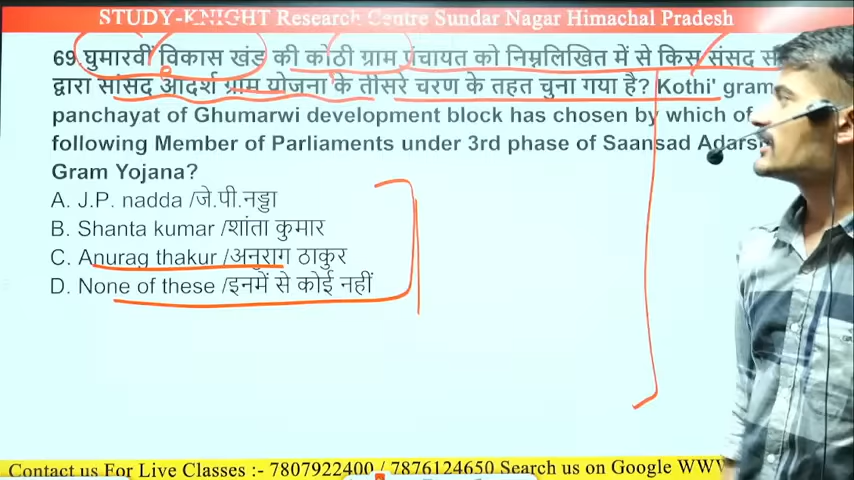 STUDY-KNIGHT Research Centre Sundar Nagar Himachal Pradesh
69.घुमारवीं विकास खंड की कोठी ग्राम पंचायत को निम्नलिखित में से किस संसद
द्वारा सांसद आदर्श ग्राम योजना के तीसरे चरण के तहत चुना गया है? Kothi' gram
panchayat of Ghumarwi development block has chosen by which of
following Member of Parliaments under 3rd phase of Saansad Adarsh
Gram Yojana?
A. J.P. nadda /जे.पी.नड्डा
B. Shanta kumar /शांता कुमार
C. Anurag thakur /अनुराग ठाकुर
D. None of these /इनमें से कोई नहीं
Contact us For Live Classes :- 7807922400 / 7876124650 Search us on Google WWW